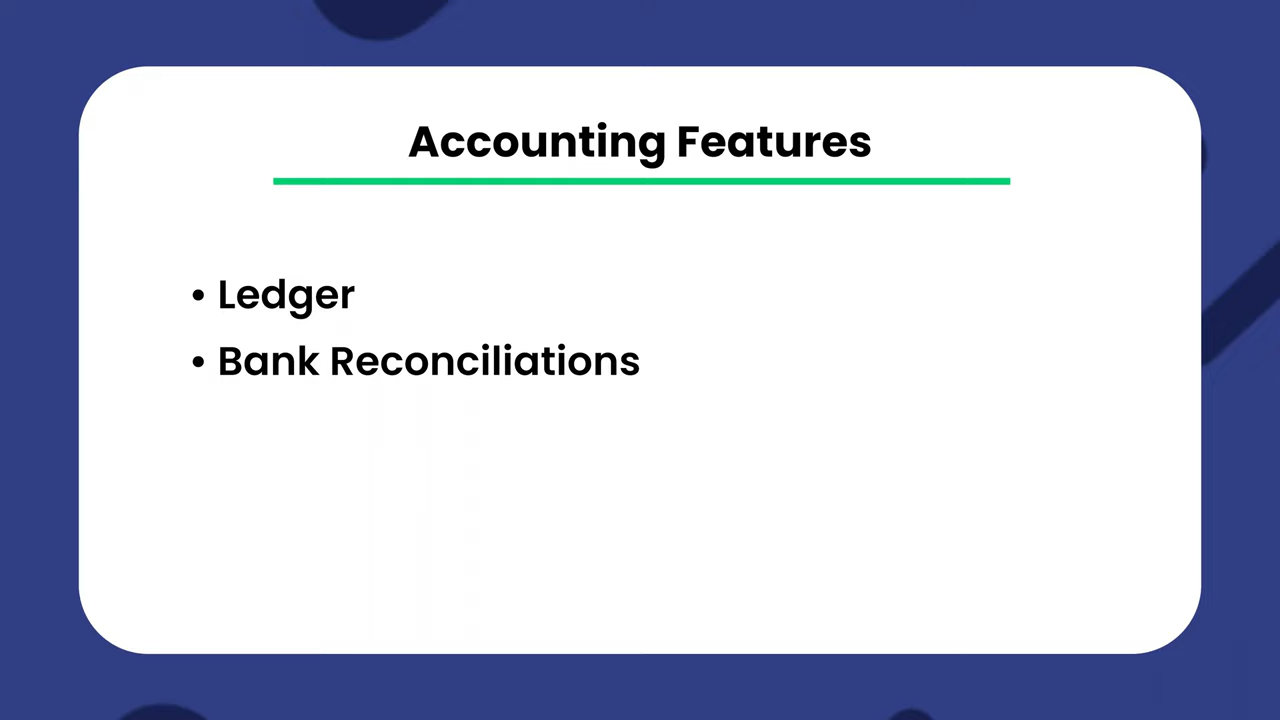 Accounting Features
• Ledger
• Bank Reconciliations